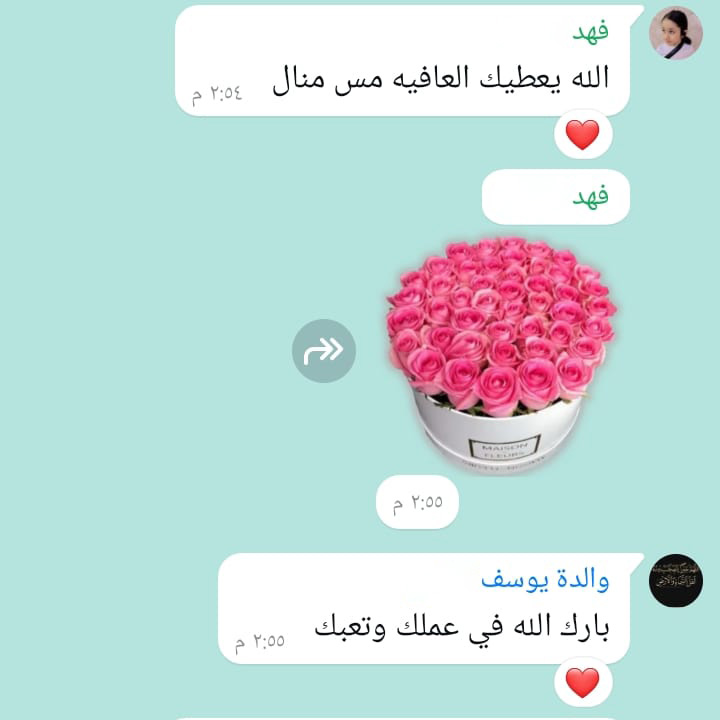 فهد
الله يعطيك العافيه مس منال
٢:٥٤ م
فهد
MAISON
FLEURS
٢:٥٥ م
والدة يوسف
بارك الله في عملك وتعبك
٢:٥٥ م